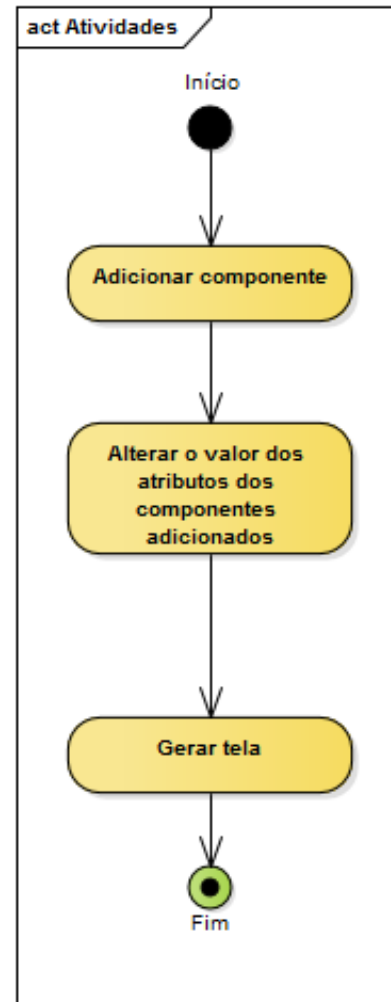 act Atividades
Início
Adicionar componente
Alterar o valor dos
atributos dos
componentes
adicionados
Gerar tela
Fim